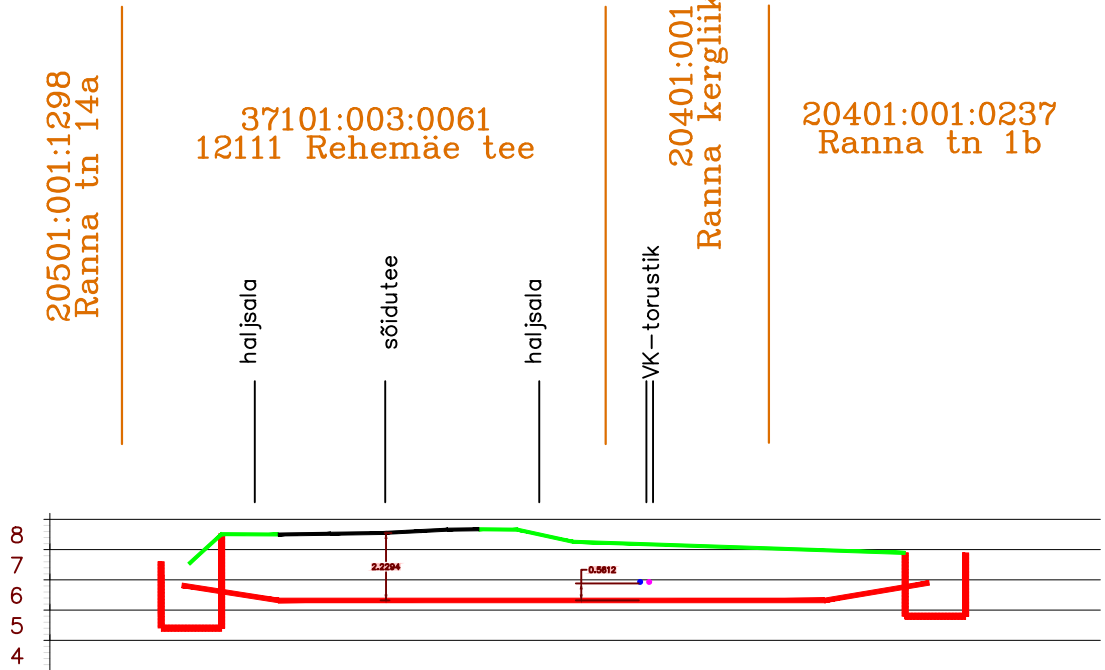 20501:001:1298
Ranna tn 14a
37101:003:0061
12111 Rehemäe tee
20401:001
Ranna
20401:001:0237
Ranna tn 1b
haljsala
sõidutee
haljsala
VK-torustik
8
7
6
5
4
2.2294
0.5612